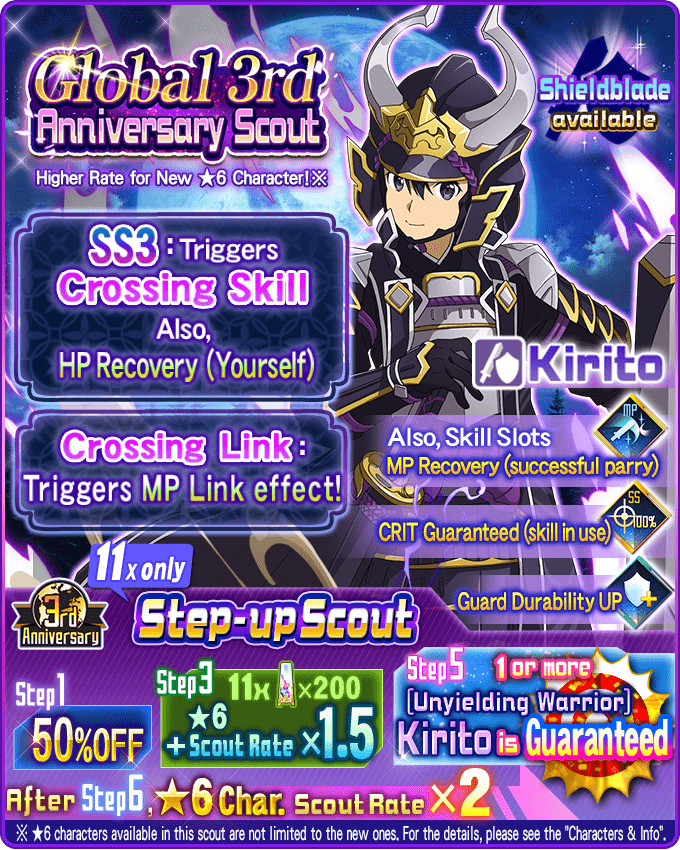 Global 3rd
Anniversary Scout
Higher Rate for New ★6 Character!※
Shieldblade
available
SS3 : Triggers
Crossing Skill
Also,
HP Recovery (Yourself)
Kirito
Crossing Link :
Triggers MP Link effect!
Also, Skill Slots
MP Recovery (successful parry)
MP
CRIT Guaranteed (skill in use)
SS
100%
Guard Durability UP
+
11x only
3rd
Anniversary
Step-up Scout
Step1
50%OFF
Step3 11x ×200
★6
+Scout Rate ×1.5
Step5 1 or more
[Unyielding Warrior]
Kirito is Guaranteed
After Step6, ★6 Char. Scout Rate ×2
※ ★6 characters available in this scout are not limited to the new ones. For the details, please see the "Characters & Info".